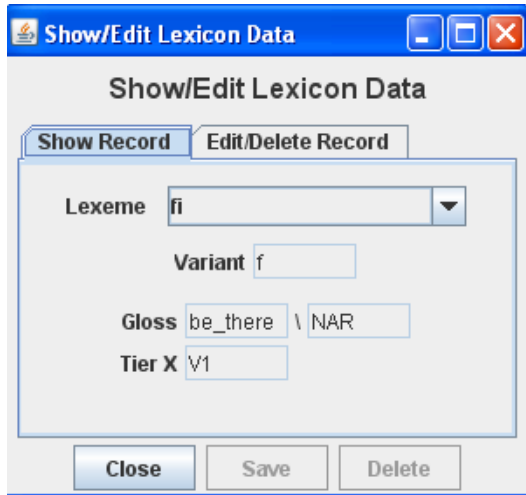 Show/Edit Lexicon Data
Show/Edit Lexicon Data
Show Record Edit/Delete Record
Lexeme fi
Variant f
Gloss be_there \ NAR
Tier X V1
Close Save Delete